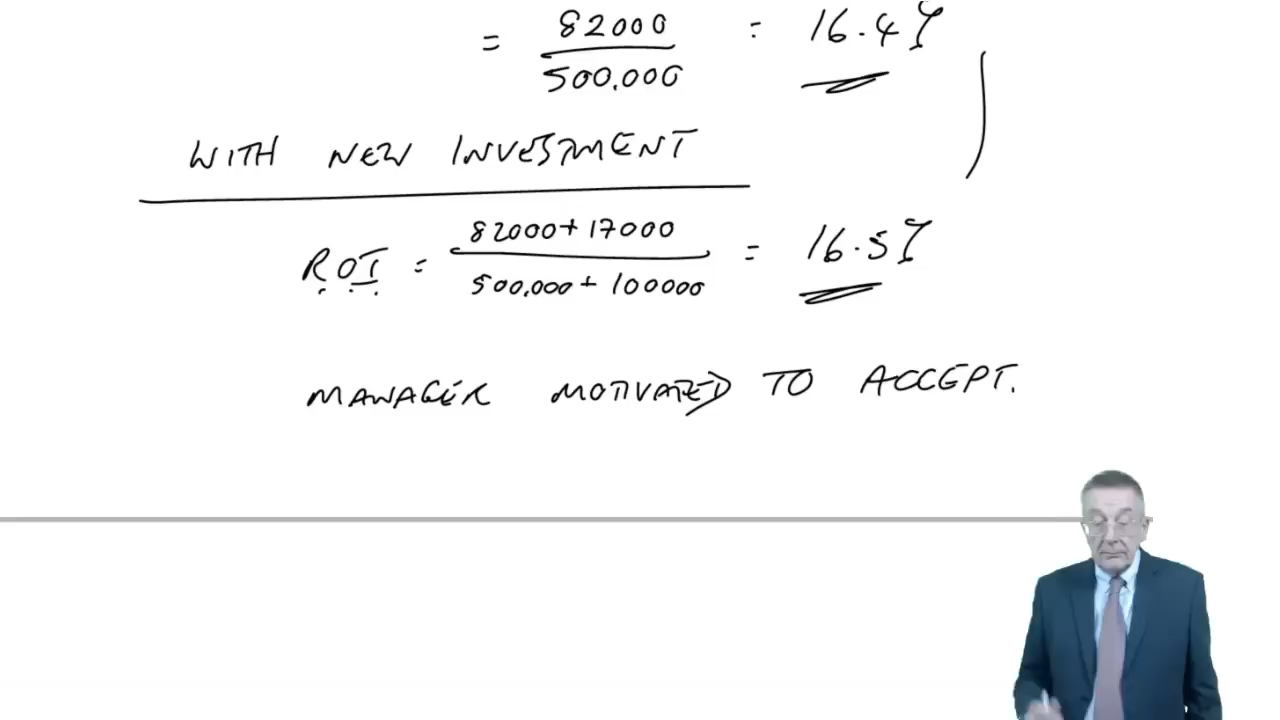 = 82000 / 500,000 = 16.4%
WITH NEW INVESTMENT
ROI = 82000 + 17000 / 500,000 + 100000 = 16.5%
MANAGER MOTIVATED TO ACCEPT.